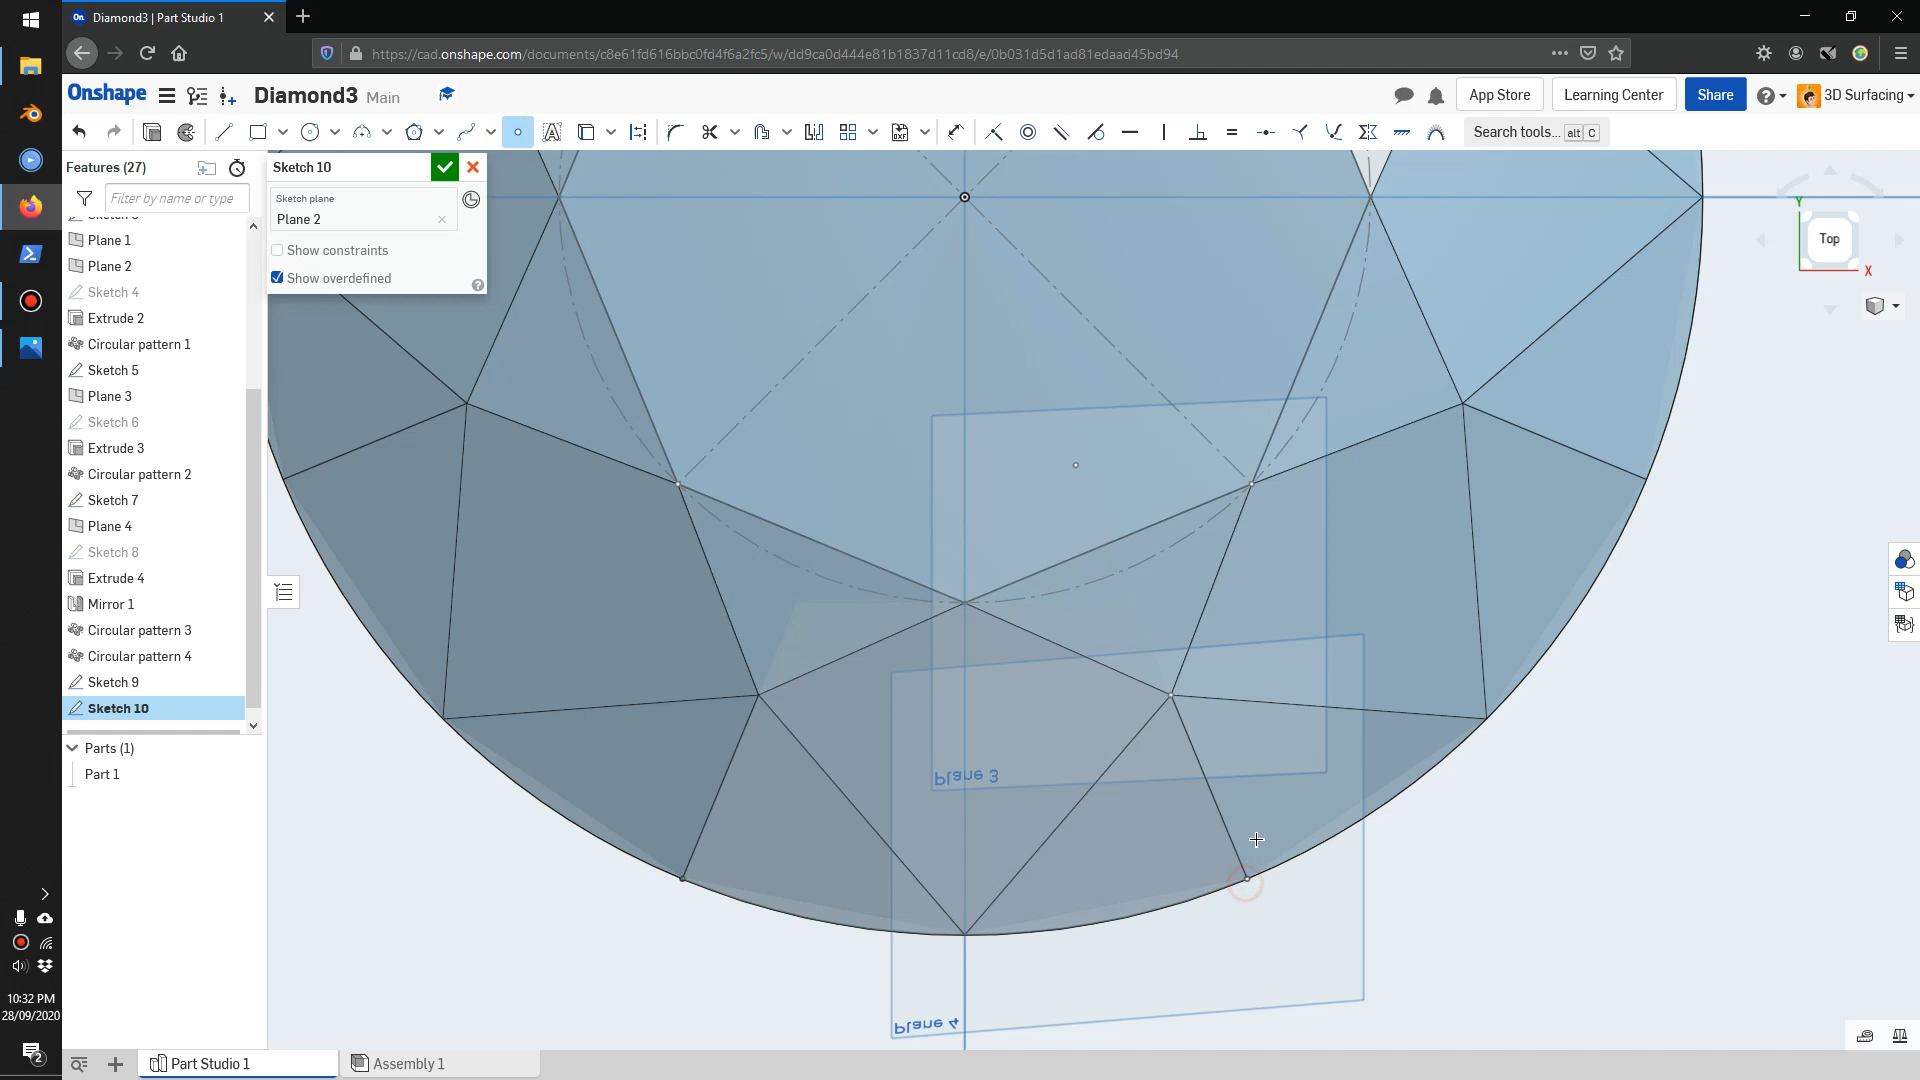 On Diamond3 | Part Studio 1
https://cad.onshape.com/documents/c8e61fd616bbc0fd4f6a2fc5/w/dd9ca0d444e81b1837d11cd8/e/0b031d5d1ad81edaad45bd94
Onshape Diamond3 Main App Store Learning Center Share 3D Surfacing
DXF Search tools... alt C
Features (27)
Filter by name or type
Plane 1
Plane 2
Sketch 4
Extrude 2
Circular pattern 1
Sketch 5
Plane 3
Sketch 6
Extrude 3
Circular pattern 2
Sketch 7
Plane 4
Sketch 8
Extrude 4
Mirror 1
Circular pattern 3
Circular pattern 4
Sketch 9
Sketch 10
Parts (1)
Part 1
Sketch 10
Sketch plane
Plane 2
Show constraints
Show overdefined
Y
Top
X
Plane 3
Plane 4
10:32 PM
28/09/2020
2
Part Studio 1
Assembly 1